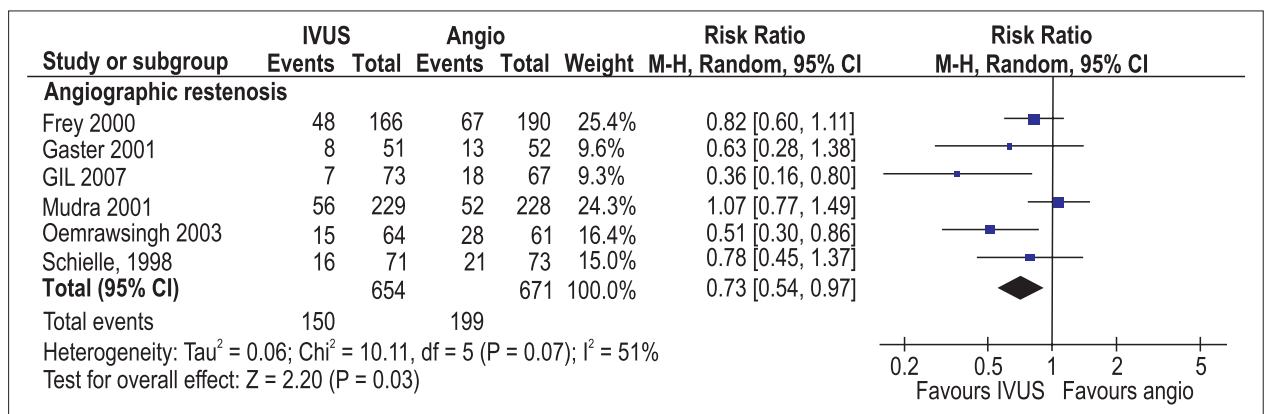 IVUS Angio Risk Ratio Risk Ratio
Study or subgroup Events Total Events Total Weight M-H, Random, 95% CI M-H, Random, 95% CI
Angiographic restenosis
Frey 2000 48 166 67 190 25.4% 0.82 [0.60, 1.11]
Gaster 2001 8 51 13 52 9.6% 0.63 [0.28, 1.38]
GIL 2007 7 73 18 67 9.3% 0.36 [0.16, 0.80]
Mudra 2001 56 229 52 228 24.3% 1.07 [0.77, 1.49]
Oemrawsingh 2003 15 64 28 61 16.4% 0.51 [0.30, 0.86]
Schielle, 1998 16 71 21 73 15.0% 0.78 [0.45, 1.37]
Total (95% CI) 654 671 100.0% 0.73 [0.54, 0.97]
Total events 150 199
Heterogeneity: Tau² = 0.06; Chi² = 10.11, df = 5 (P = 0.07); I² = 51%
Test for overall effect: Z = 2.20 (P = 0.03)
0.2 0.5 1 2 5
Favours IVUS Favours angio